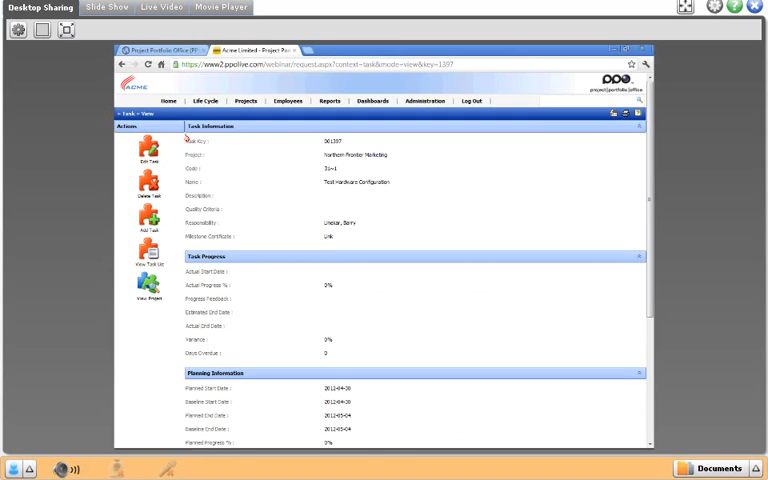 Desktop Sharing Slide Show Live Video Movie Player
Project Portfolio Office (PP Acme Limited - Project Por
https://www2.ppolive.com/webinar/request.aspx?context=task&mode=view&key=1397
ACME
ppo
project|portfolio|office
Home | Life Cycle | Projects | Employees | Reports | Dashboards | Administration | Log Out
» Task » View
Actions
Edit Task
Delete Task
Add Task
View Task List
View Project
Task Information
Task Key : 001397
Project : Northern Frontier Marketing
Code :
Name : Test Hardware Configuration
Description :
Quality Criteria :
Responsibility : Linekar, Barry
Milestone Certificate : Link
Task Progress
Actual Start Date :
Actual Progress % : 0%
Progress Feedback :
Estimated End Date :
Actual End Date :
Variance : 0%
Days Overdue : 0
Planning Information
Planned Start Date : 2012-04-30
Baseline Start Date : 2012-04-30
Planned End Date : 2012-05-04
Baseline End Date : 2012-05-04
Planned Progress % : 0%
Documents